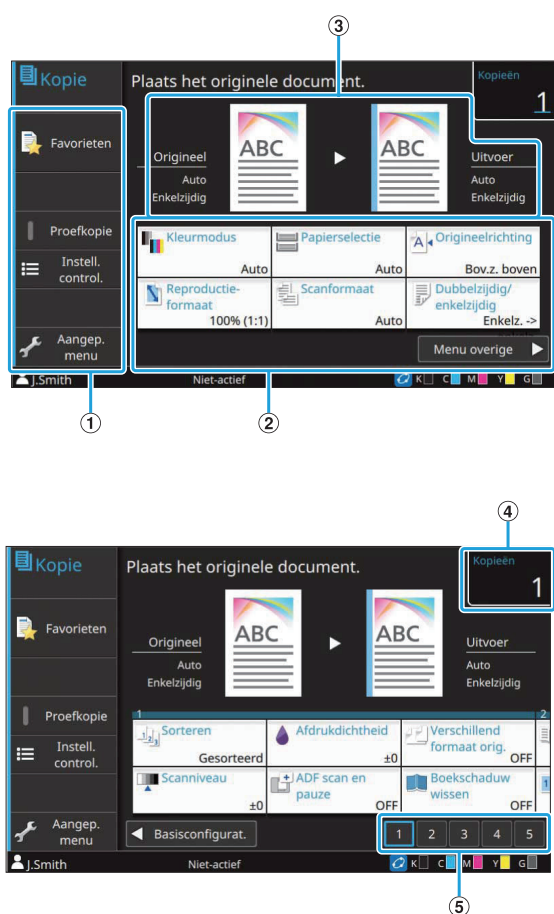 ③
Kopie
Plaats het originele document.
Kopieën
1
Favorieten
Proefkopie
Instell.
control.
Aangep.
menu
Origineel
Auto
Enkelzijdig
ABC
ABC
Uitvoer
Auto
Enkelzijdig
Kleurmodus
Auto
Papierselectie
Auto
Origineelrichting
Bov.z. boven
Reproductie-
formaat
100% (1:1)
Scanformaat
Auto
Dubbelzijdig/
enkelzijdig
Enkelz. ->
Menu overige
J.Smith
Niet-actief
K C M Y G
①
②
④
Kopie
Plaats het originele document.
Kopieën
1
Favorieten
Proefkopie
Instell.
control.
Aangep.
menu
Origineel
Auto
Enkelzijdig
ABC
ABC
Uitvoer
Auto
Enkelzijdig
1
2
Sorteren
Gesorteerd
Afdrukdichtheid
±0
Verschillend
formaat orig.
OFF
Scanniveau
±0
ADF scan en
pauze
OFF
Boekschaduw
wissen
OFF
Basisconfigurat.
1 2 3 4 5
J.Smith
Niet-actief
K C M Y G
⑤